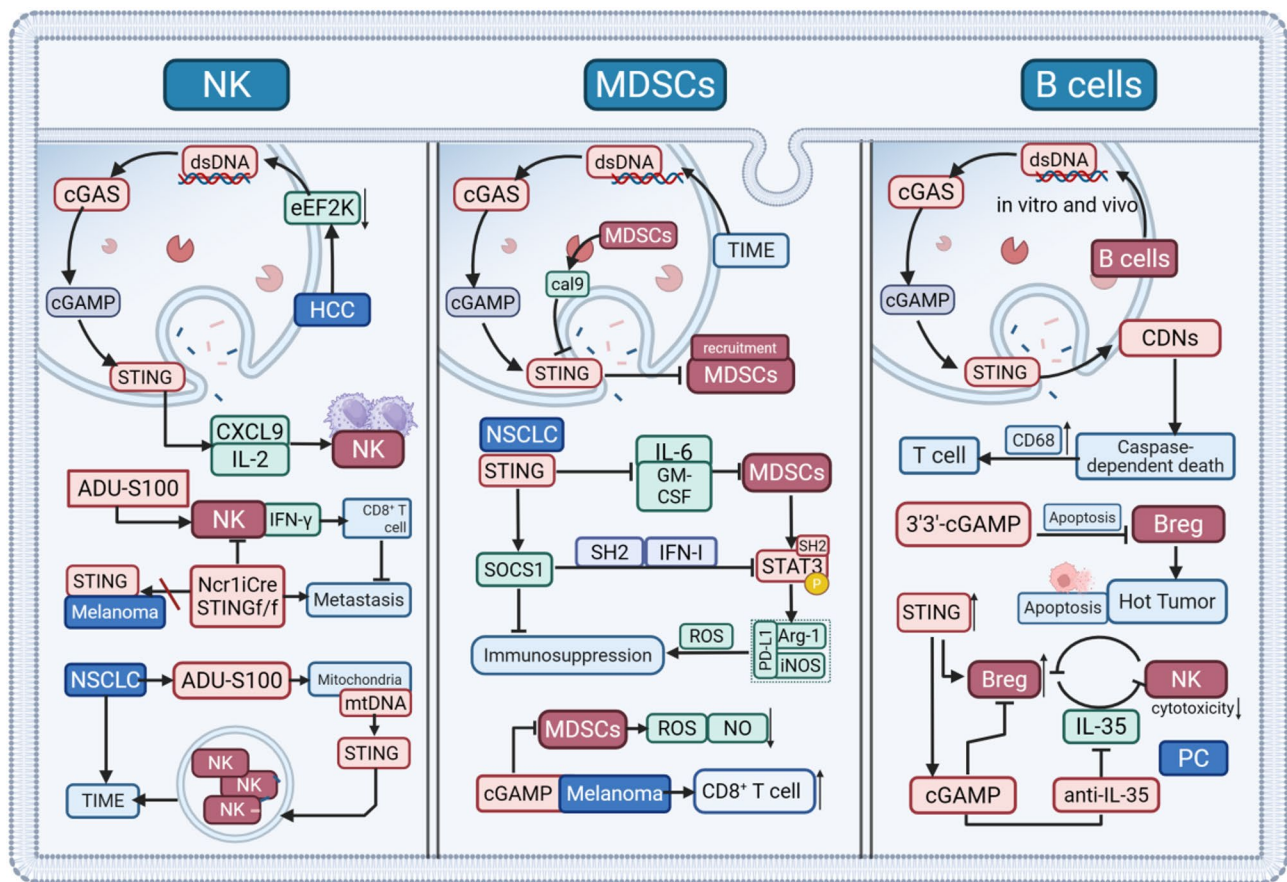 NK
MDSCs
B cells
dsDNA
cGAS
eEF2K
cGAMP
HCC
STING
CXCL9
IL-2
NK
ADU-S100
NK
IFN-γ
CD8⁺ T
cell
STING
Melanoma
Ncr1iCre
STINGf/f
Metastasis
NSCLC
ADU-S100
Mitochondria
mtDNA
STING
NK
NK
NK
TIME
dsDNA
cGAS
MDSCs
TIME
cal9
cGAMP
STING
recruitment
MDSCs
NSCLC
STING
IL-6
GM-
CSF
MDSCs
SOCS1
SH2
IFN-I
SH2
STAT3
P
Immunosuppression
ROS
PD-L1
Arg-1
iNOS
MDSCs
ROS
NO
cGAMP
Melanoma
CD8⁺ T cell
dsDNA
cGAS
in vitro and vivo
B cells
cGAMP
CDNs
STING
T cell
CD68
Caspase-
dependent death
3'3'-cGAMP
Apoptosis
Breg
STING
Apoptosis
Hot Tumor
Breg
NK
cytotoxicity
IL-35
PC
cGAMP
anti-IL-35